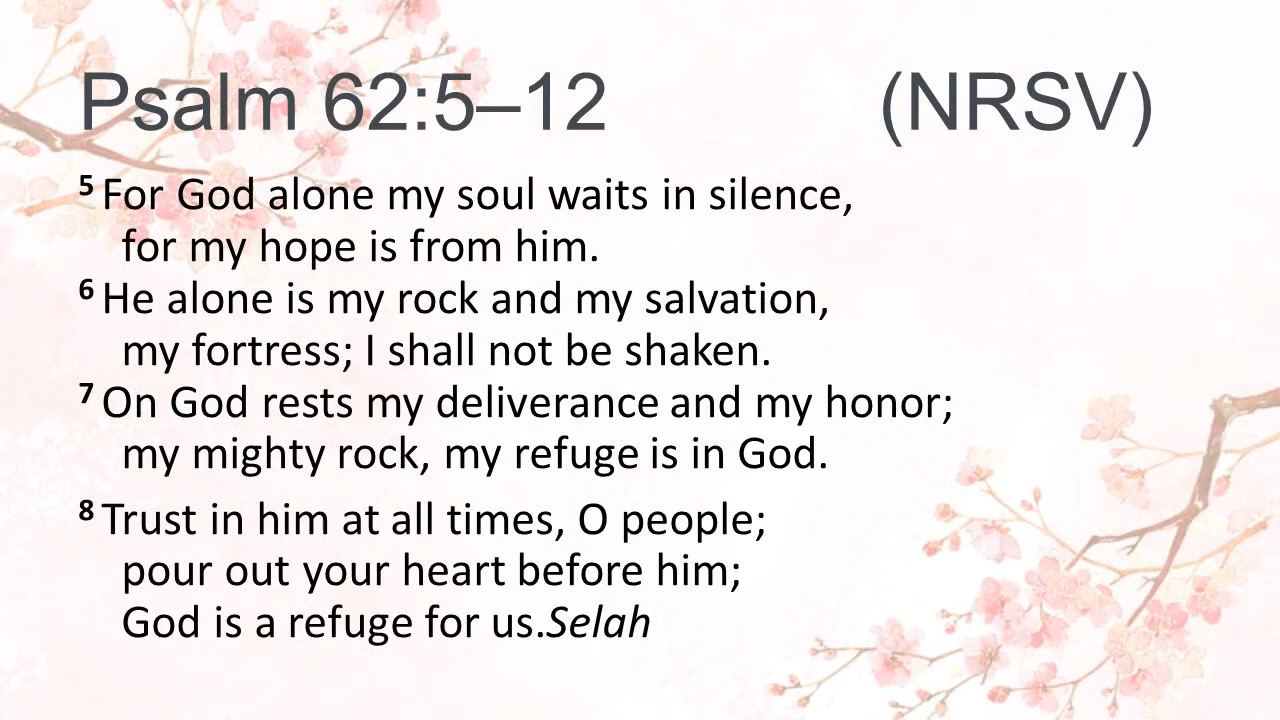 Psalm 62:5–12 (NRSV)
5 For God alone my soul waits in silence,
for my hope is from him.
6 He alone is my rock and my salvation,
my fortress; I shall not be shaken.
7 On God rests my deliverance and my honor;
my mighty rock, my refuge is in God.
8 Trust in him at all times, O people;
pour out your heart before him;
God is a refuge for us.Selah